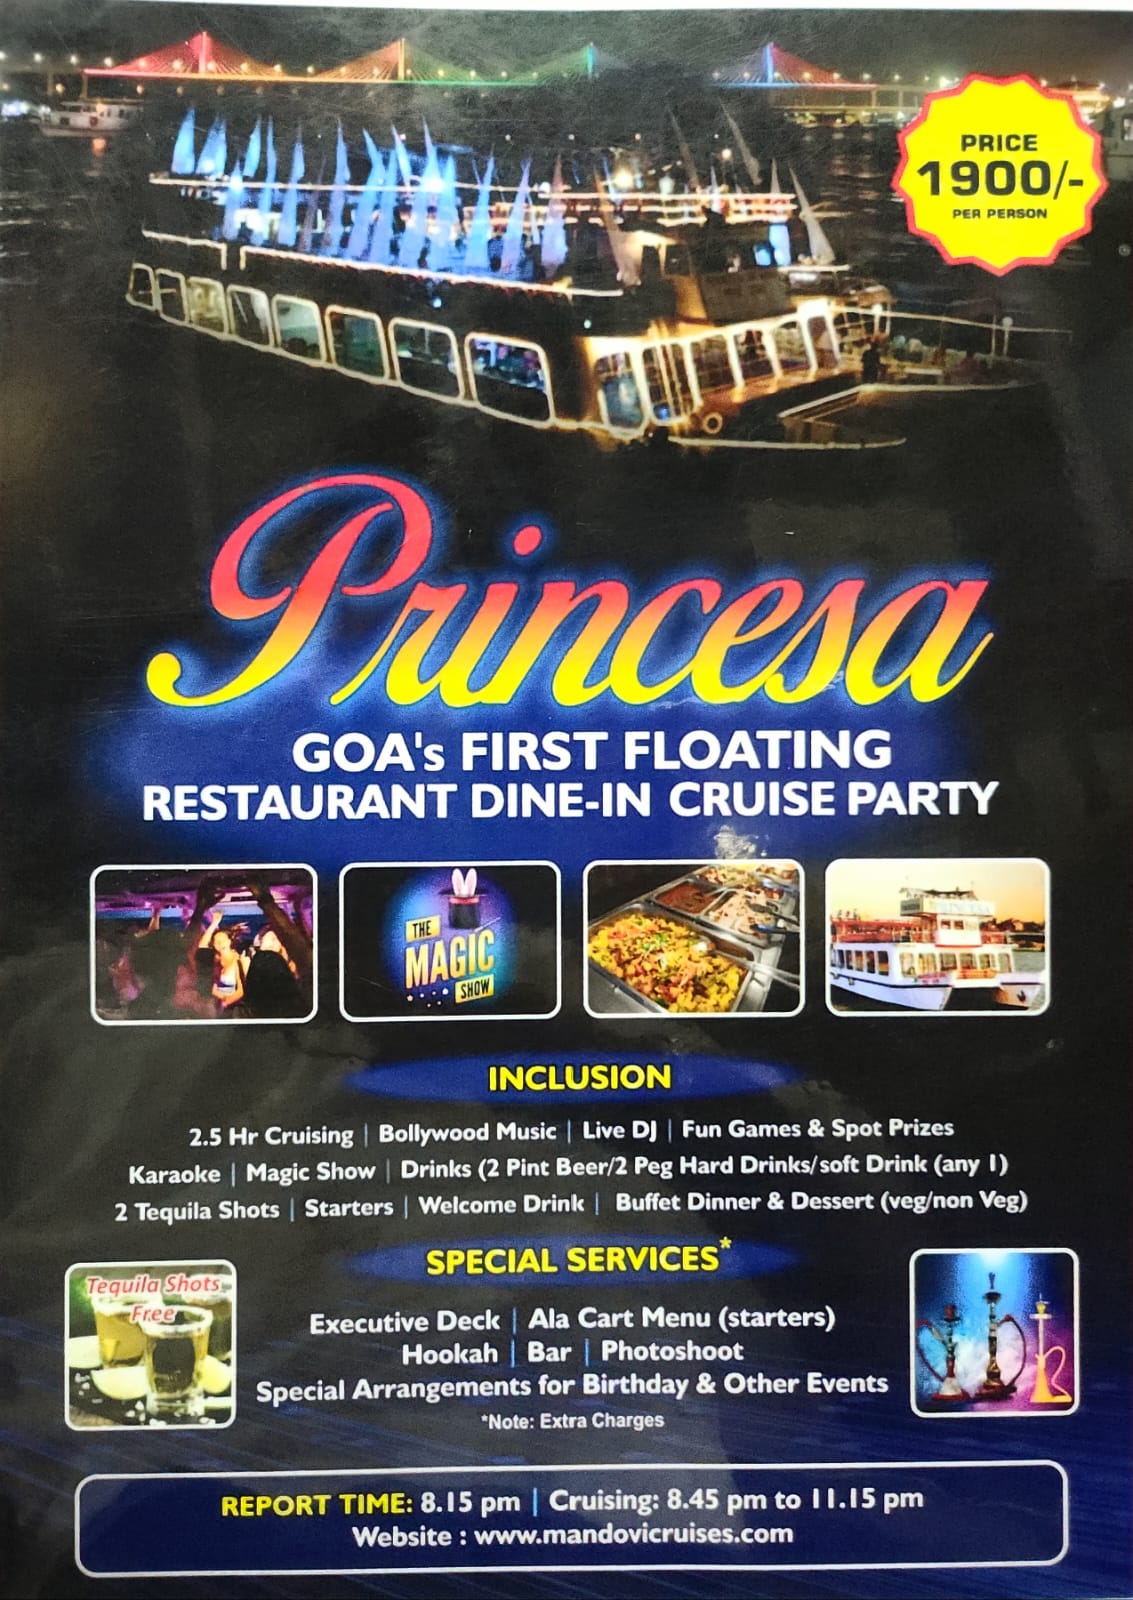 PRICE
1900/-
PER PERSON
Princesa
GOA's FIRST FLOATING
RESTAURANT DINE-IN CRUISE PARTY
THE
MAGIC
SHOW
INCLUSION
2.5 Hr Cruising | Bollywood Music | Live DJ | Fun Games & Spot Prizes
Karaoke | Magic Show | Drinks (2 Pint Beer/2 Peg Hard Drinks/soft Drink (any 1)
2 Tequila Shots | Starters | Welcome Drink | Buffet Dinner & Dessert (veg/non Veg)
SPECIAL SERVICES*
Tequila Shots
Free
Executive Deck | Ala Cart Menu (starters)
Hookah | Bar | Photoshoot
Special Arrangements for Birthday & Other Events
*Note: Extra Charges
REPORT TIME: 8.15 pm | Cruising: 8.45 pm to 11.15 pm
Website : www.mandovicruises.com